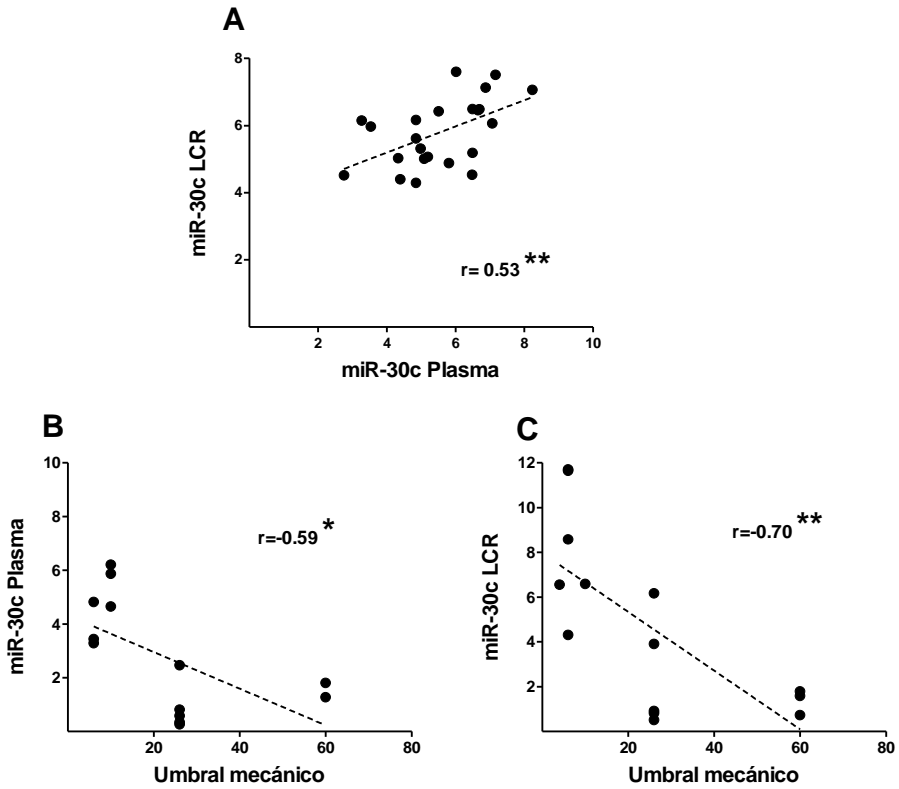 A
8
6
4
2
miR-30c LCR
r= 0.53 **
2 4 6 8 10
miR-30c Plasma
B
10
8
6
4
2
miR-30c Plasma
r=-0.59 *
20 40 60 80
Umbral mecánico
C
12
10
8
6
4
2
miR-30c LCR
r=-0.70 **
20 40 60 80
Umbral mecánico